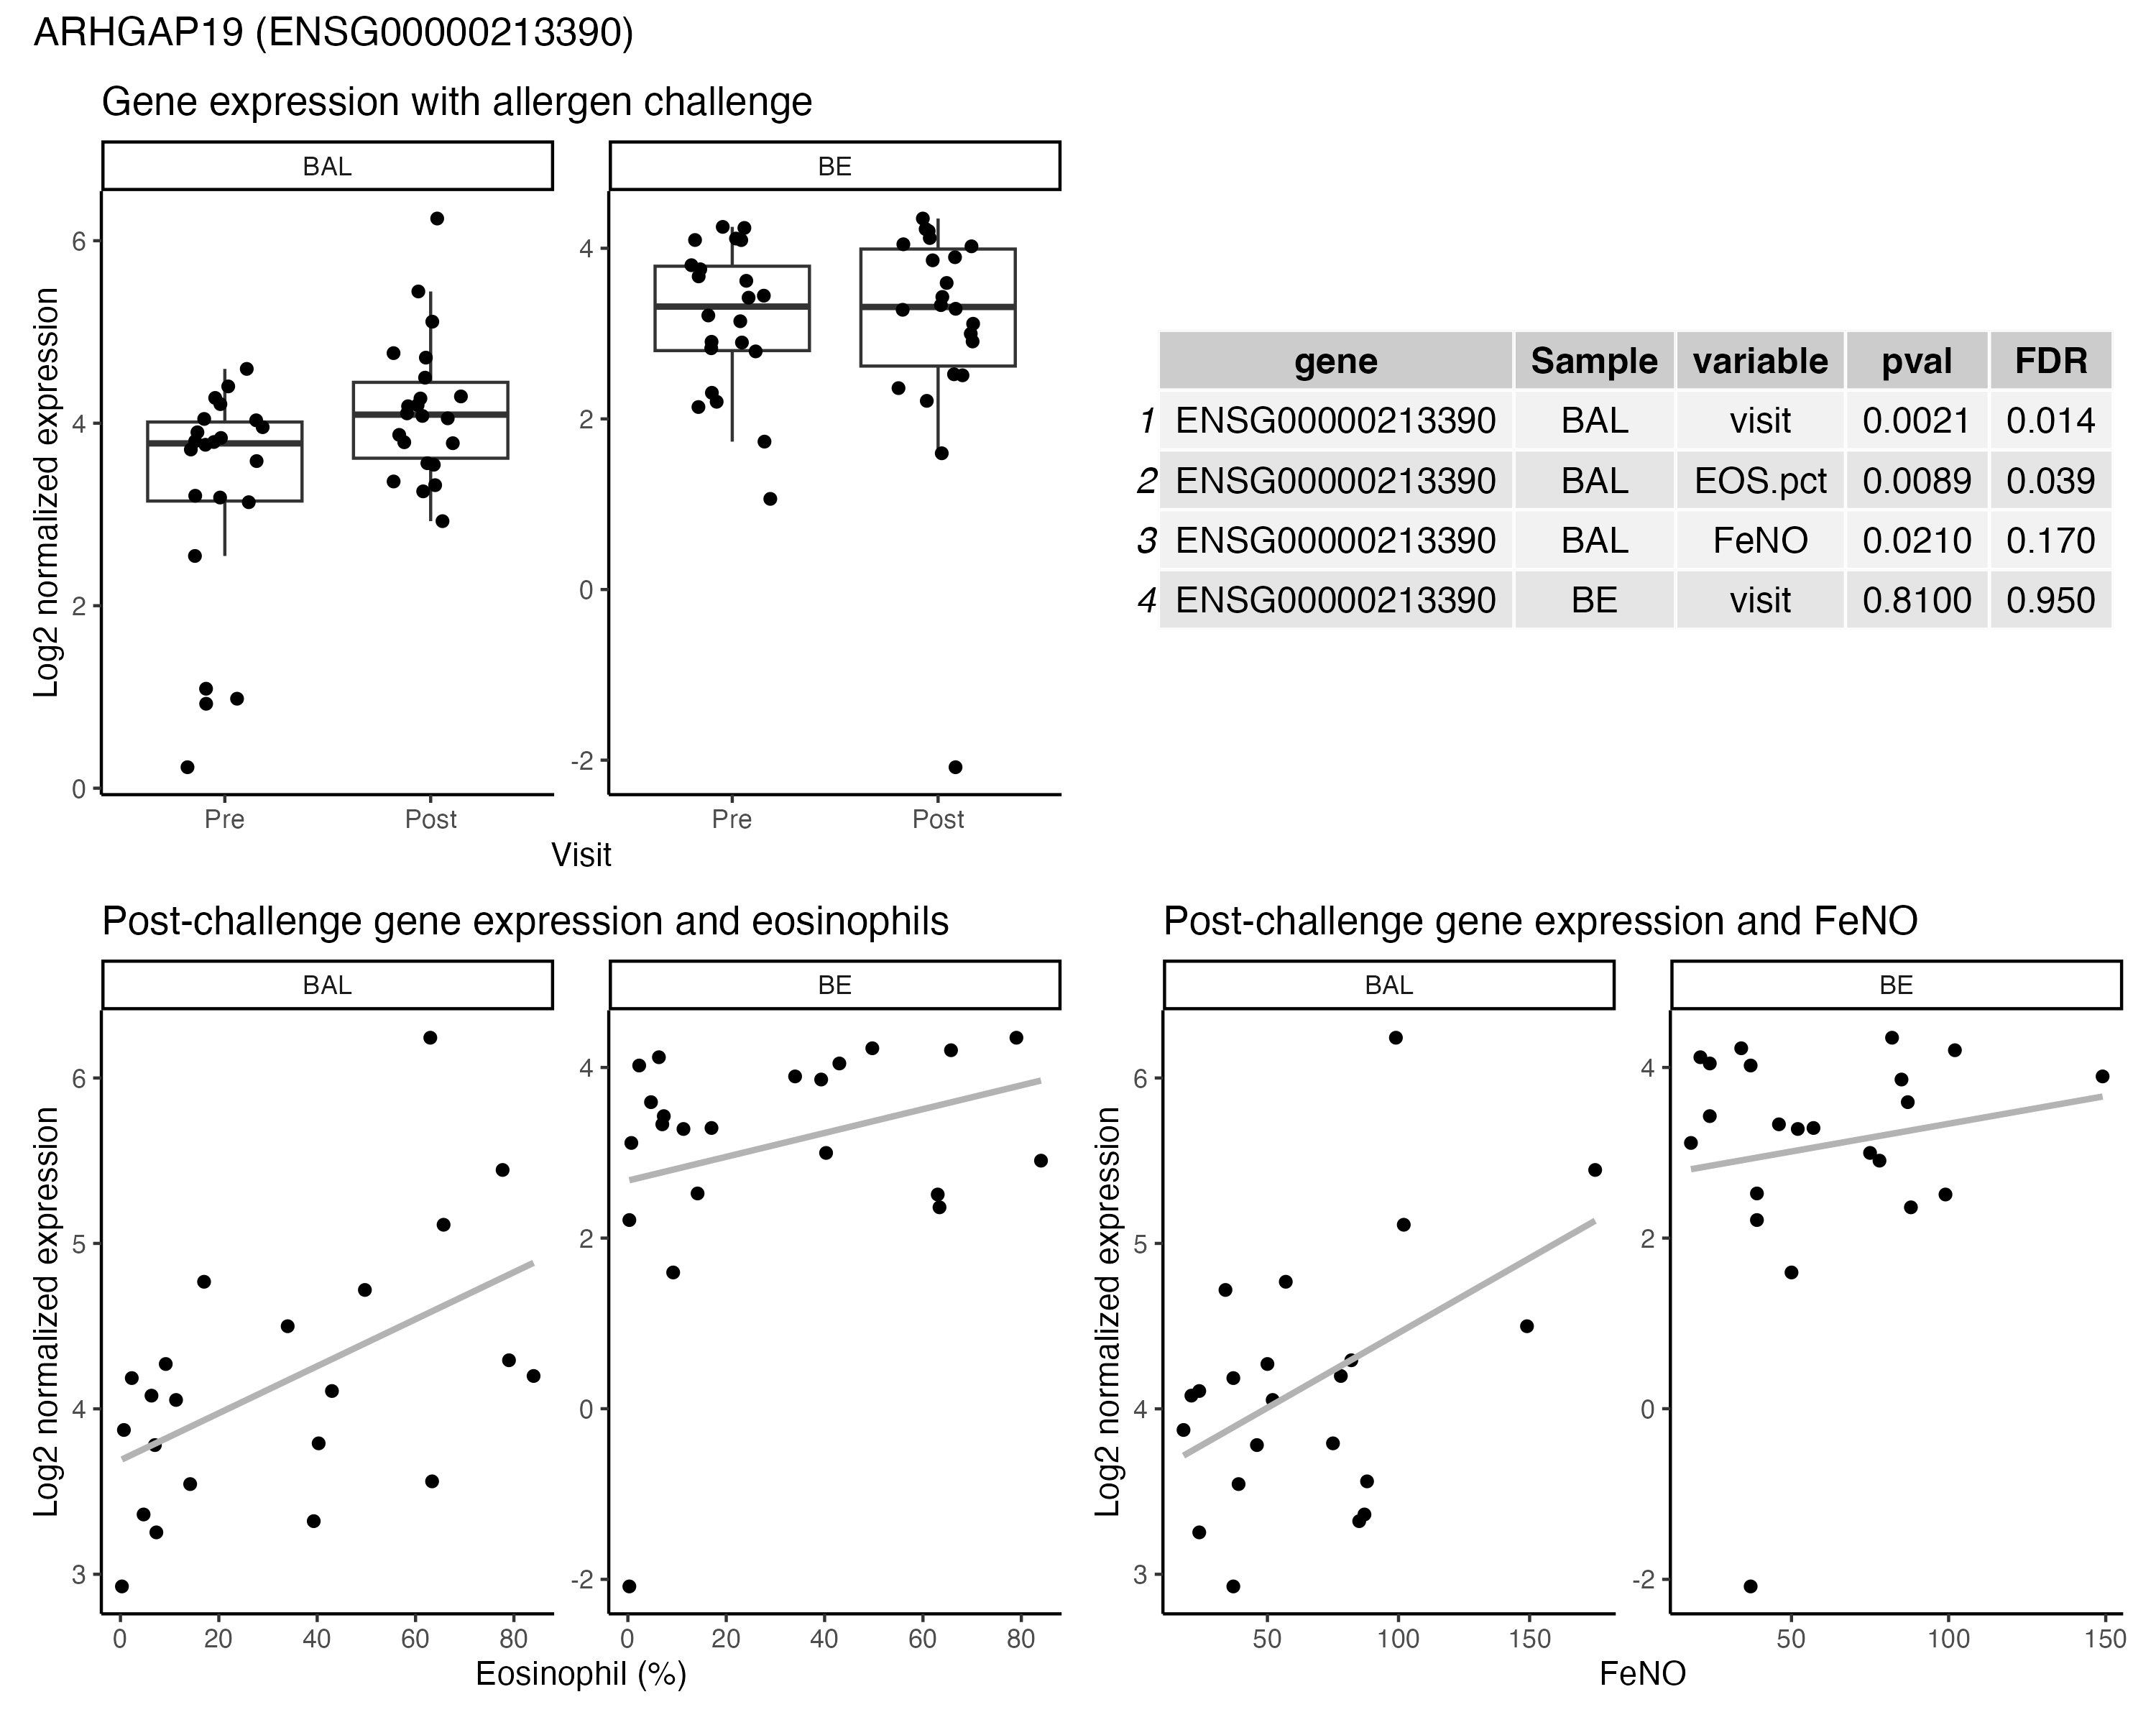 ARHGAP19 (ENSG00000213390)
Gene expression with allergen challenge
BAL BE
Log2 normalized expression
6
4
2
0
4
2
0
-2
Pre Post Pre Post
Visit
gene Sample variable pval FDR
1 ENSG00000213390 BAL visit 0.0021 0.014
2 ENSG00000213390 BAL EOS.pct 0.0089 0.039
3 ENSG00000213390 BAL FeNO 0.0210 0.170
4 ENSG00000213390 BE visit 0.8100 0.950
Post-challenge gene expression and eosinophils
BAL BE
Log2 normalized expression
6
5
4
3
4
2
0
-2
0 20 40 60 80 0 20 40 60 80
Eosinophil (%)
Post-challenge gene expression and FeNO
BAL BE
Log2 normalized expression
6
5
4
3
4
2
0
-2
50 100 150 50 100 150
FeNO